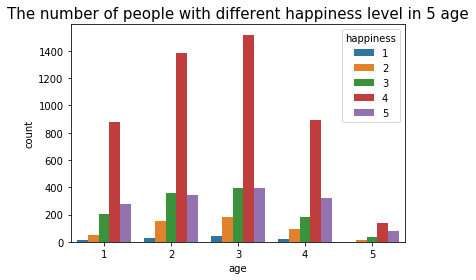 The number of people with different happiness level in 5 age
happiness
1
2
3
4
5
1400
1200
1000
800
600
400
200
0
count
1 2 3 4 5
age